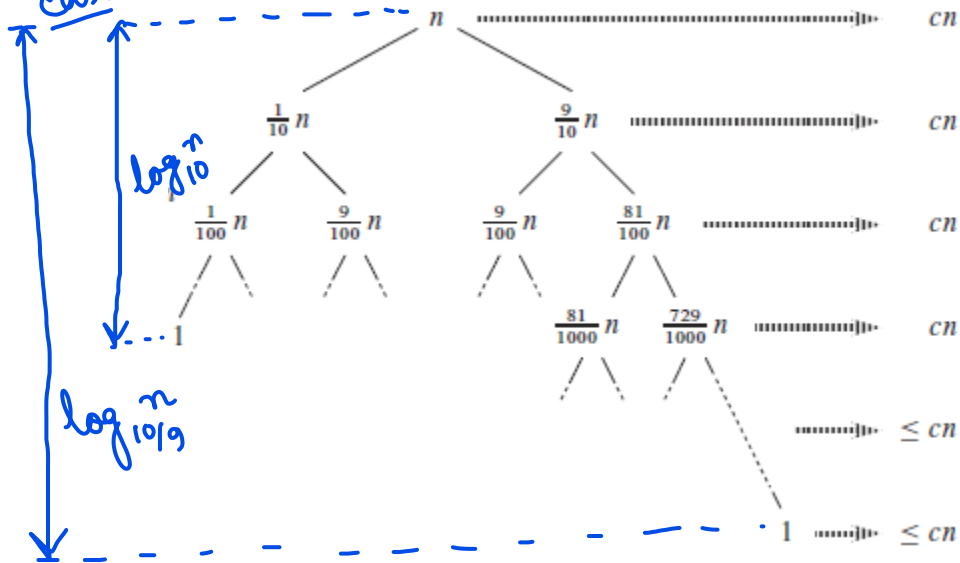 n cn
1/10 n 9/10 n cn
log₁₀ n
1/100 n 9/100 n 9/100 n 81/100 n cn
1 81/1000 n 729/1000 n cn
log₁₀/₉ n ≤ cn
1 ≤ cn